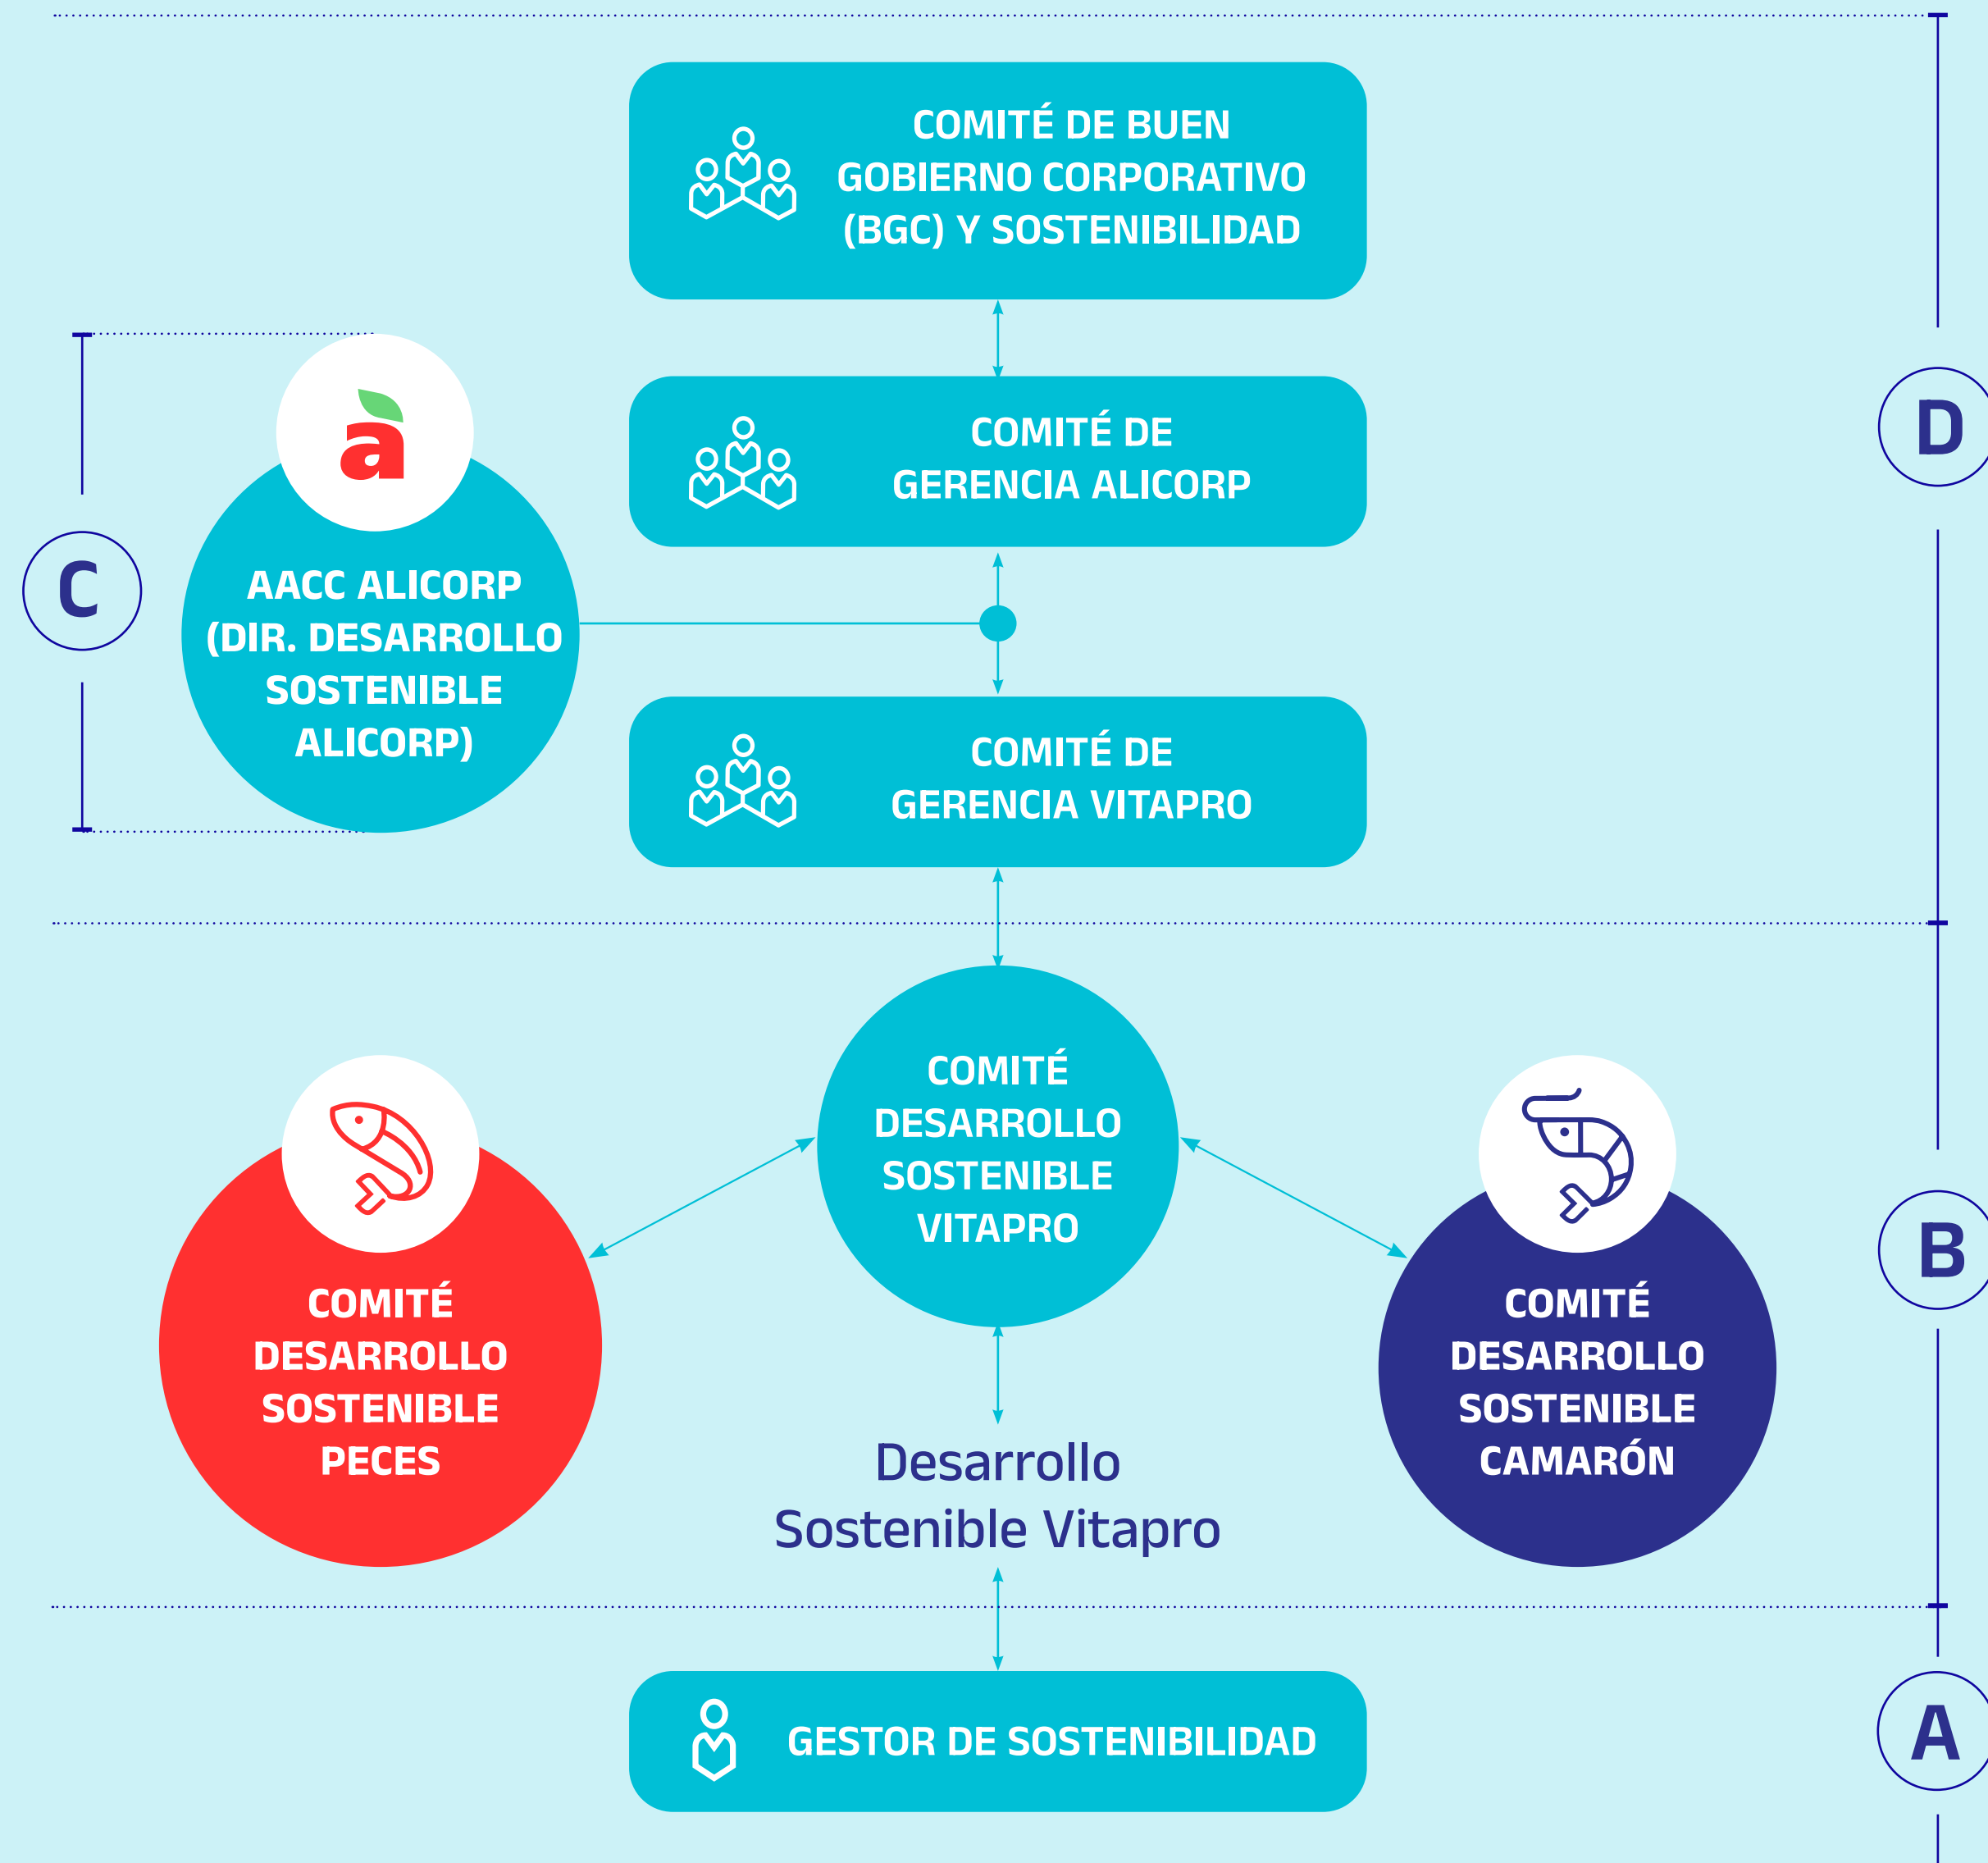 COMITÉ DE BUEN
GOBIERNO CORPORATIVO
(BGC) Y SOSTENIBILIDAD
D
COMITÉ DE
GERENCIA ALICORP
a
C
AACC ALICORP
(DIR. DESARROLLO
SOSTENIBLE
ALICORP)
COMITÉ DE
GERENCIA VITAPRO
COMITÉ
DESARROLLO
SOSTENIBLE
VITAPRO
B
COMITÉ
DESARROLLO
SOSTENIBLE
PECES
COMITÉ
DESARROLLO
SOSTENIBLE
CAMARÓN
Desarrollo
Sostenible Vitapro
GESTOR DE SOSTENIBILIDAD
A